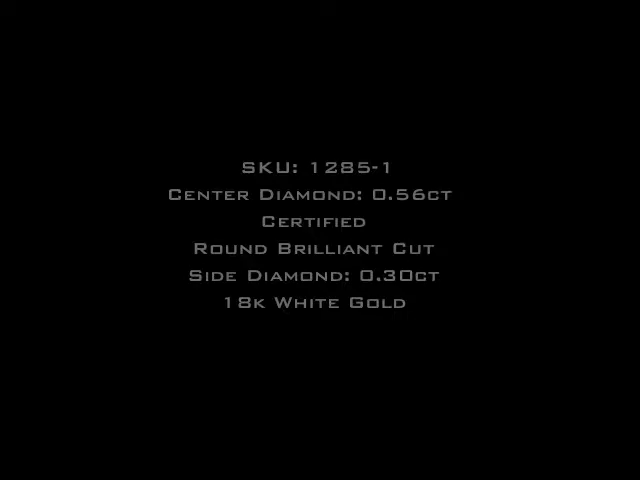 SKU: 1285-1
Center Diamond: 0.56ct
Certified
Round Brilliant Cut
Side Diamond: 0.30ct
18k White Gold